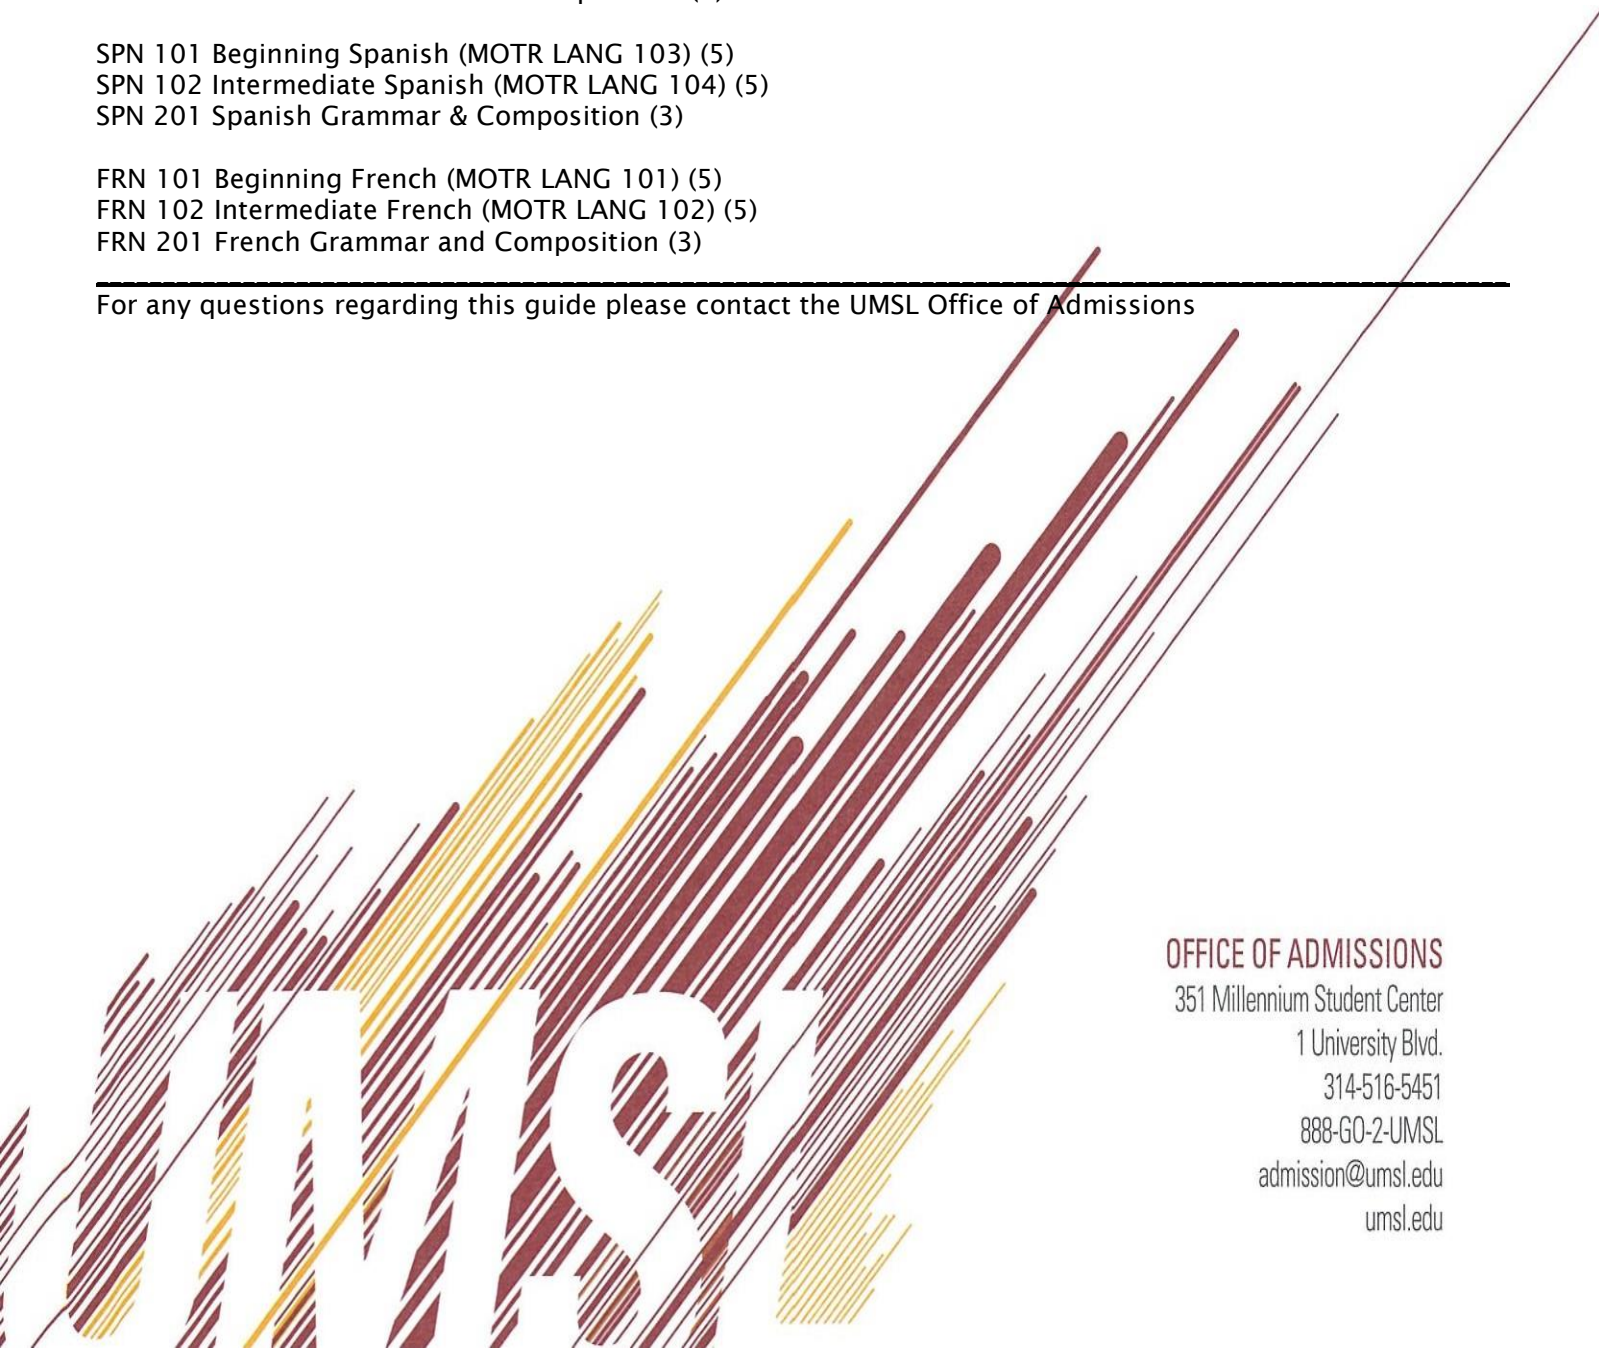 SPN 101 Beginning Spanish (MOTR LANG 103) (5)
SPN 102 Intermediate Spanish (MOTR LANG 104) (5)
SPN 201 Spanish Grammar & Composition (3)
FRN 101 Beginning French (MOTR LANG 101) (5)
FRN 102 Intermediate French (MOTR LANG 102) (5)
FRN 201 French Grammar and Composition (3)
For any questions regarding this guide please contact the UMSL Office of Admissions
OFFICE OF ADMISSIONS
351 Millennium Student Center
1 University Blvd.
314-516-5451
888-GO-2-UMSL
admission@umsl.edu
umsl.edu
UMSL